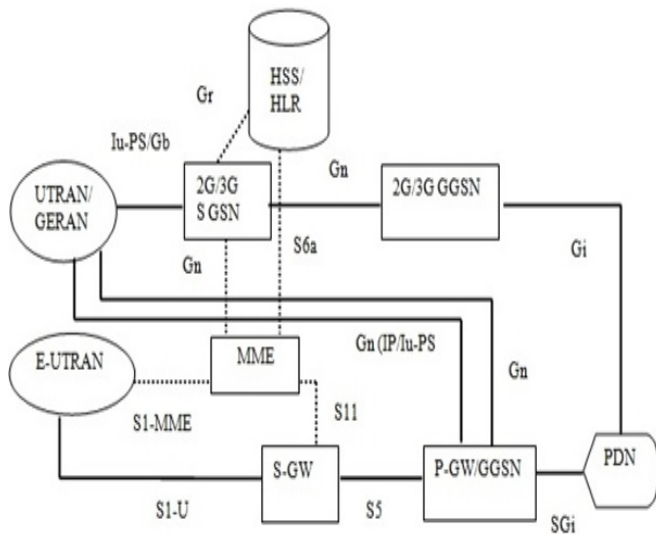 HSS/
HLR
Gr
Iu-PS/Gb
Gn
UTRAN/
GERAN
2G/3G
S GSN
2G/3G GGSN
S6a
Gi
Gn
MME
Gn (IP/Iu-PS
E-UTRAN
Gn
S1-MME
S11
S-GW
P-GW/GGSN
PDN
S1-U
S5
SGi